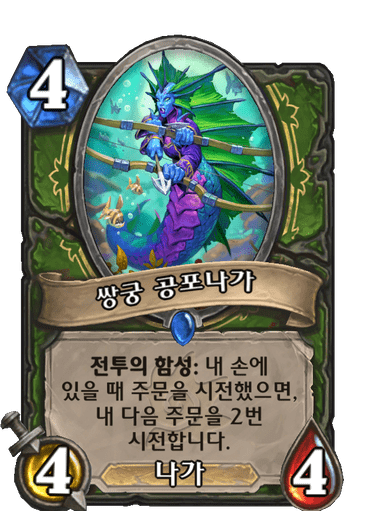 4
쌍궁 공포나가
전투의 함성: 내 손에
있을 때 주문을 시전했으면,
내 다음 주문을 2번
시전합니다.
4
나가
4